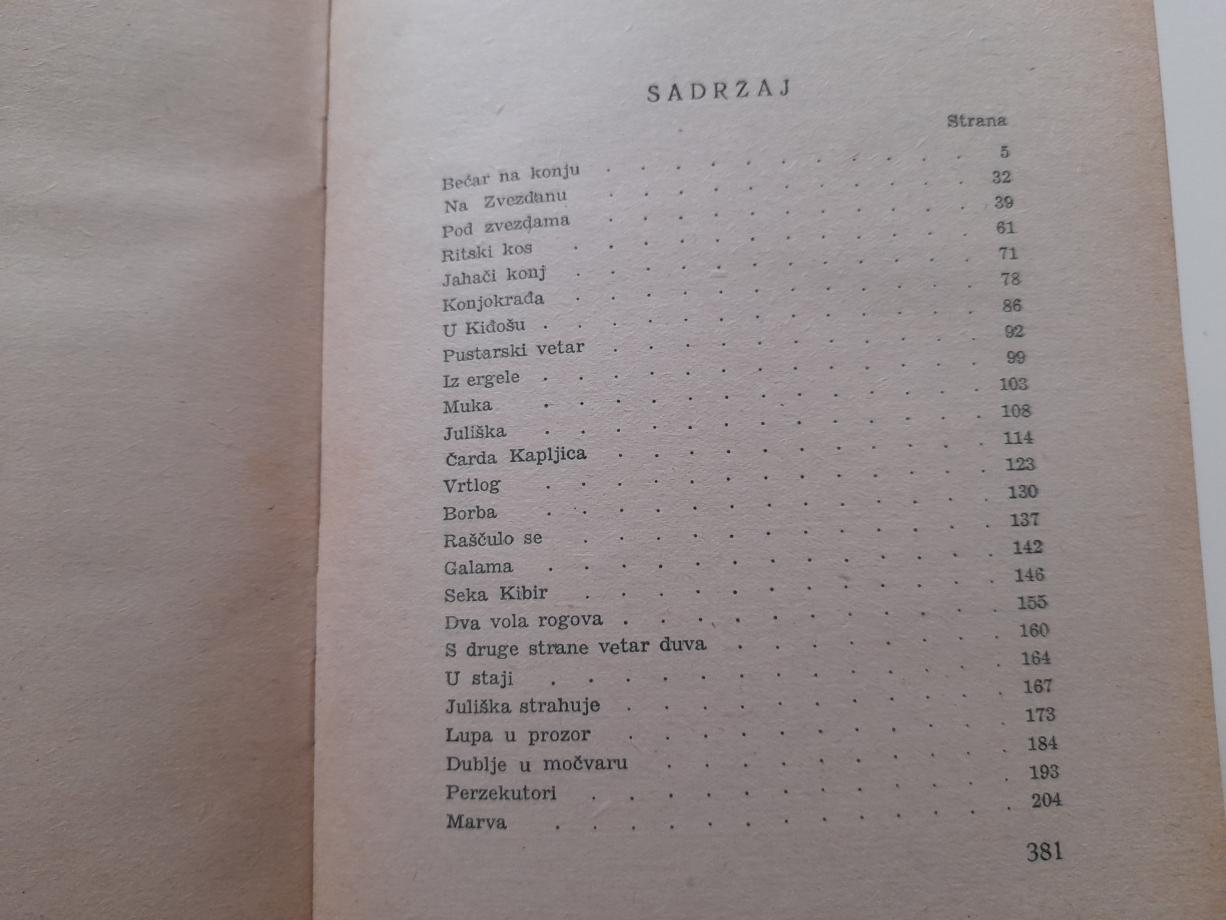 SADRZAJ
Strana
Bećar na konju . . . . . . . . . . 5
Na Zvezdanu . . . . . . . . . . 32
Pod zvezdama . . . . . . . . . . 39
Ritski kos . . . . . . . . . . . 61
Jahači konj . . . . . . . . . . . 71
Konjokrađa . . . . . . . . . . . 78
U Kiđošu . . . . . . . . . . . . 86
Pustarski vetar . . . . . . . . . . 92
Iz ergele . . . . . . . . . . . . 99
Muka . . . . . . . . . . . . 103
Juliška . . . . . . . . . . . . 108
Čarda Kapljica . . . . . . . . . . 114
Vrtlog . . . . . . . . . . . . 123
Borba . . . . . . . . . . . . 130
Raščulo se . . . . . . . . . . . 137
Galama . . . . . . . . . . . . 142
Seka Kibir . . . . . . . . . . . 146
Dva vola rogova . . . . . . . . . . 155
S druge strane vetar duva . . . . . . . 160
U staji . . . . . . . . . . . . 164
Juliška strahuje . . . . . . . . . . 167
Lupa u prozor . . . . . . . . . . 173
Dublje u močvaru . . . . . . . . . 184
Perzekutori . . . . . . . . . . . 193
Marva . . . . . . . . . . . . 204
381